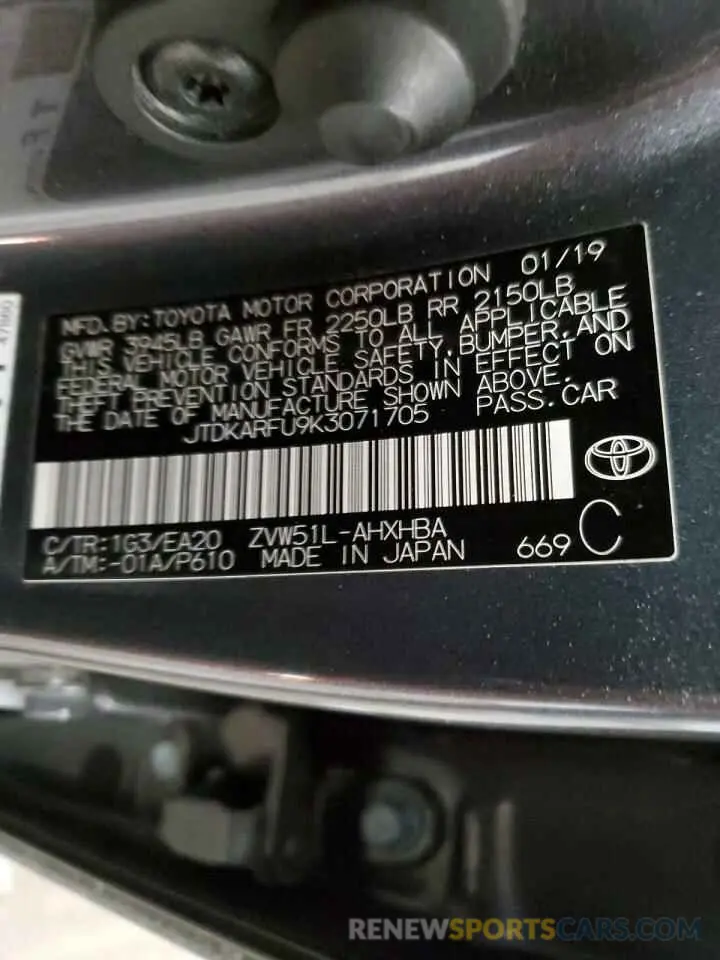 MFD.BY:TOYOTA MOTOR CORPORATION 01/19
GVWR 3945LB GAWR FR 2250LB RR 2150LB
THIS VEHICLE CONFORMS TO ALL APPLICABLE
FEDERAL MOTOR VEHICLE SAFETY,BUMPER,AND
THEFT PREVENTION STANDARDS IN EFFECT ON
THE DATE OF MANUFACTURE SHOWN ABOVE.
JTDKARFU9K3071705 PASS.CAR
C/TR:1G3/EA20 ZVW51L-AHXHBA
A/TM:-01A/P610 MADE IN JAPAN 669 C
RENEWSPORTSCARS.COM